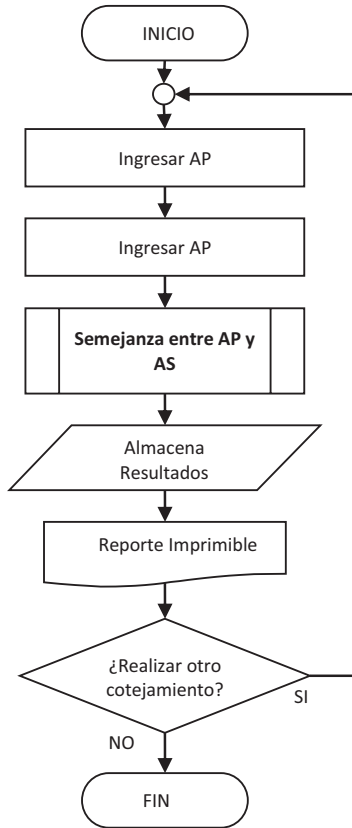 INICIO
Ingresar AP
Ingresar AP
Semejanza entre AP y
AS
Almacena
Resultados
Reporte Imprimible
¿Realizar otro
cotejamiento?
SI
NO
FIN